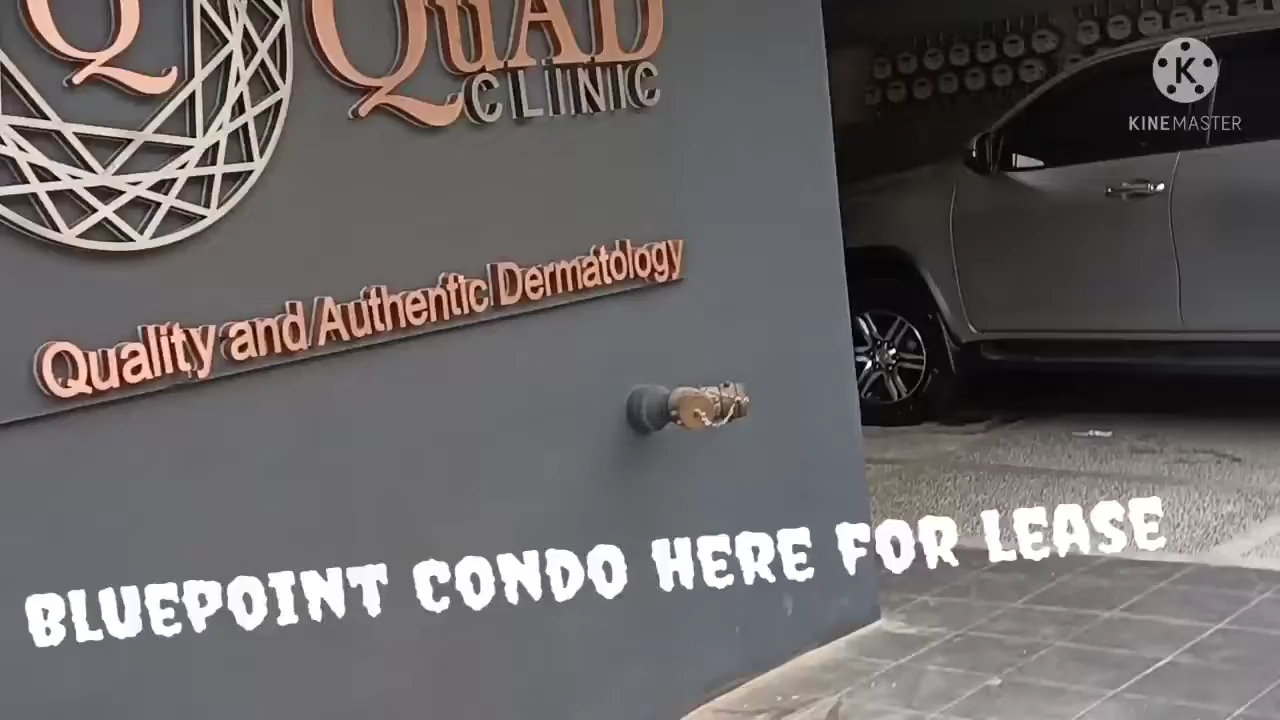 Q
QUAD
CLINIC
Quality and Authentic Dermatology
K
KINEMASTER
BLUEPOINT CONDO HERE FOR LEASE